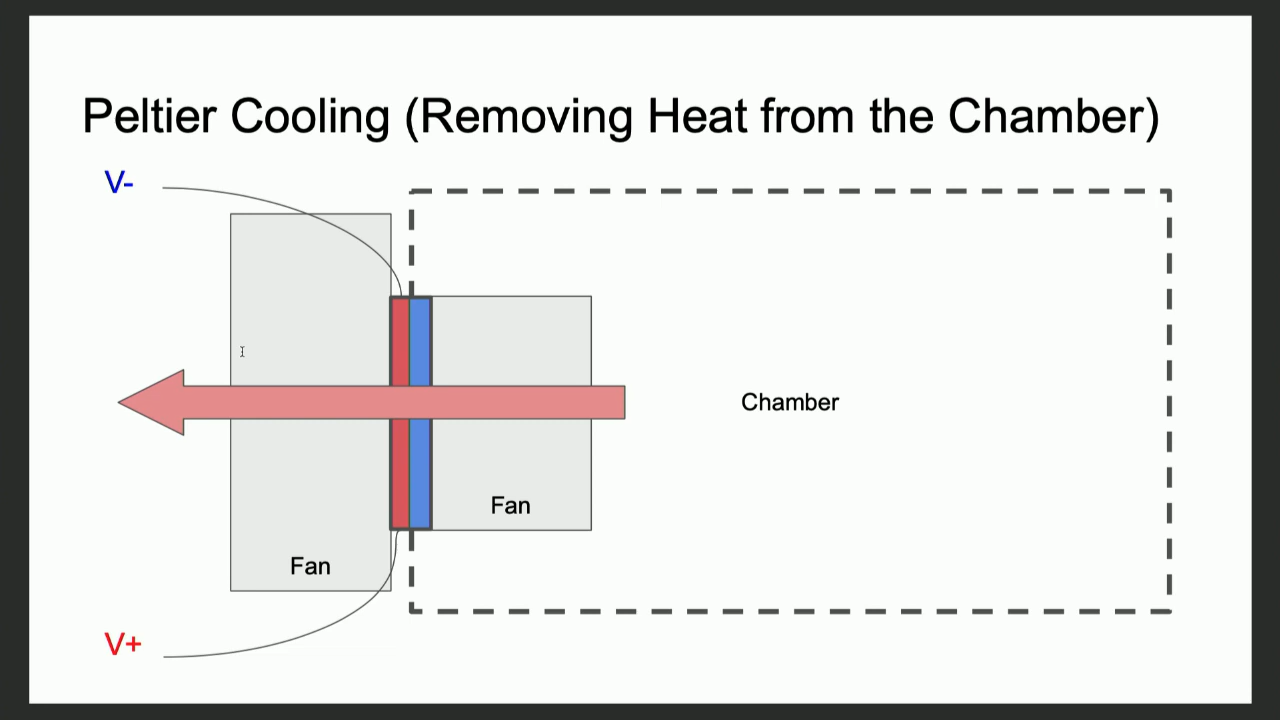 Peltier Cooling (Removing Heat from the Chamber)
V-
Chamber
Fan
Fan
V+